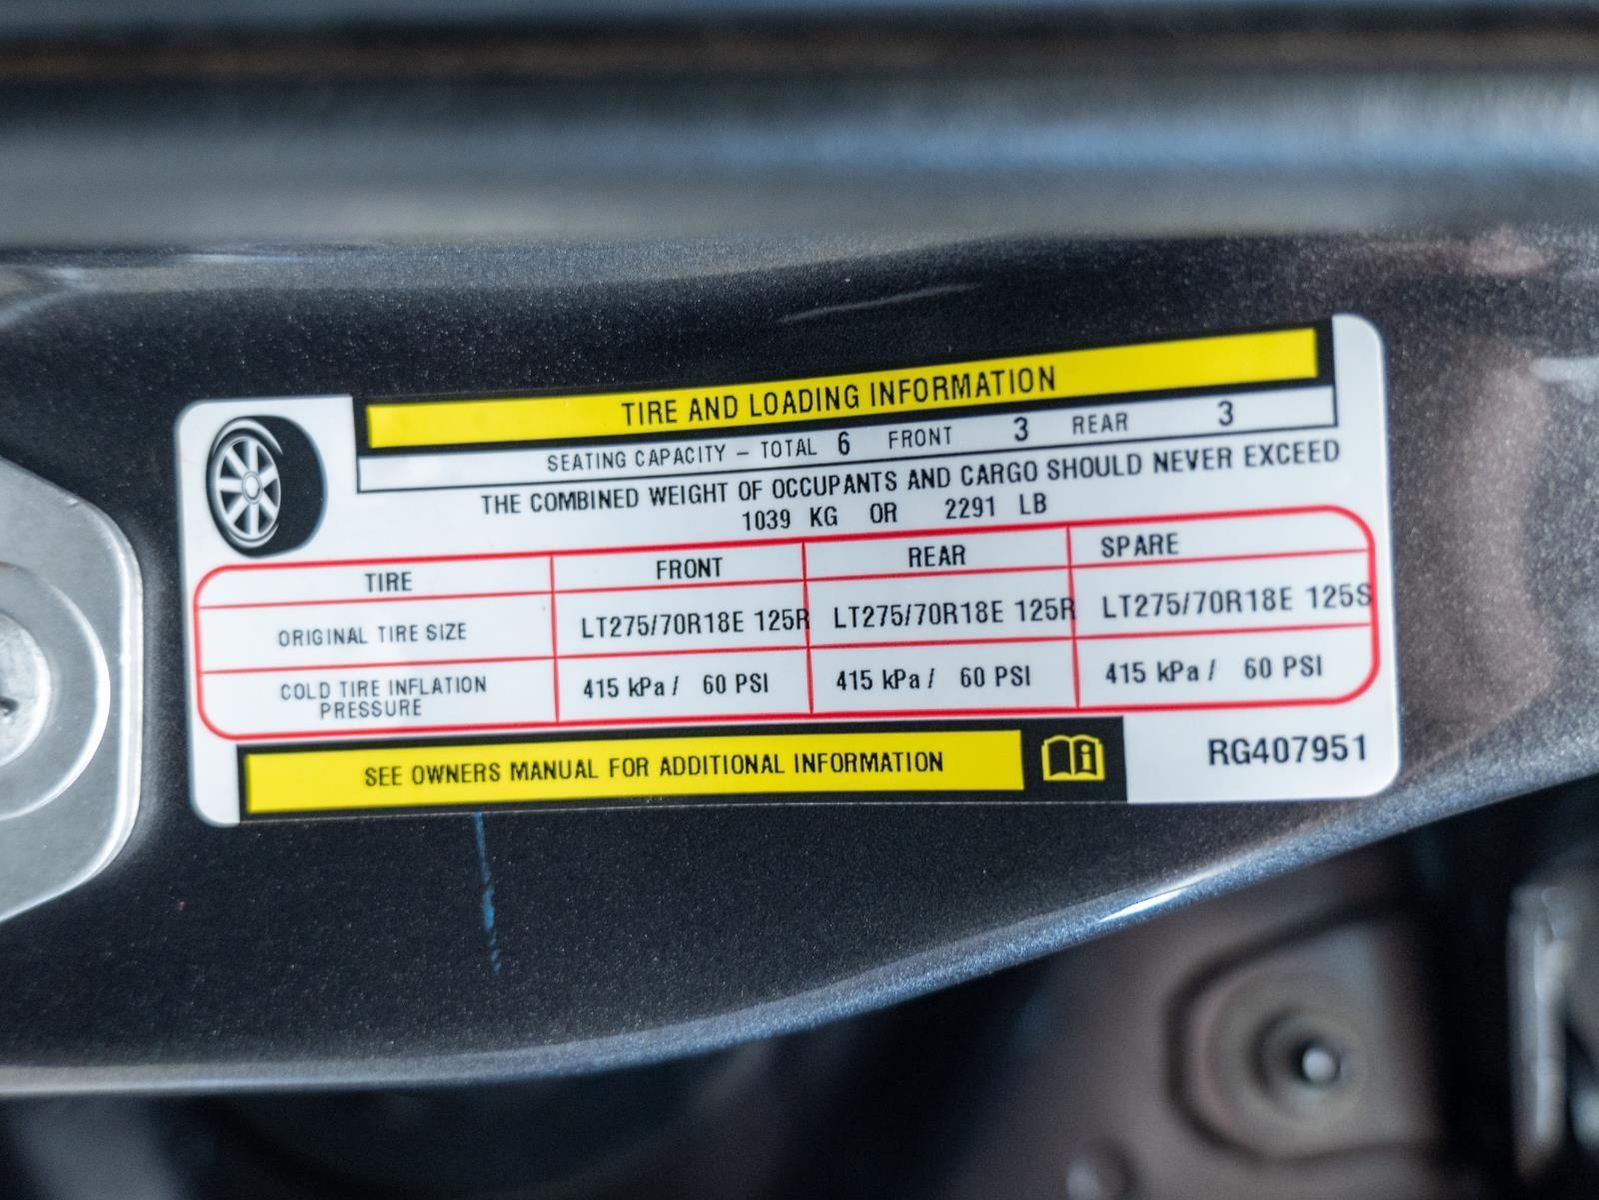 TIRE AND LOADING INFORMATION
SEATING CAPACITY – TOTAL 6 FRONT 3 REAR 3
THE COMBINED WEIGHT OF OCCUPANTS AND CARGO SHOULD NEVER EXCEED
1039 KG OR 2291 LB
TIRE FRONT REAR SPARE
ORIGINAL TIRE SIZE LT275/70R18E 125R LT275/70R18E 125R LT275/70R18E 125S
COLD TIRE INFLATION PRESSURE 415 kPa / 60 PSI 415 kPa / 60 PSI 415 kPa / 60 PSI
SEE OWNERS MANUAL FOR ADDITIONAL INFORMATION
RG407951